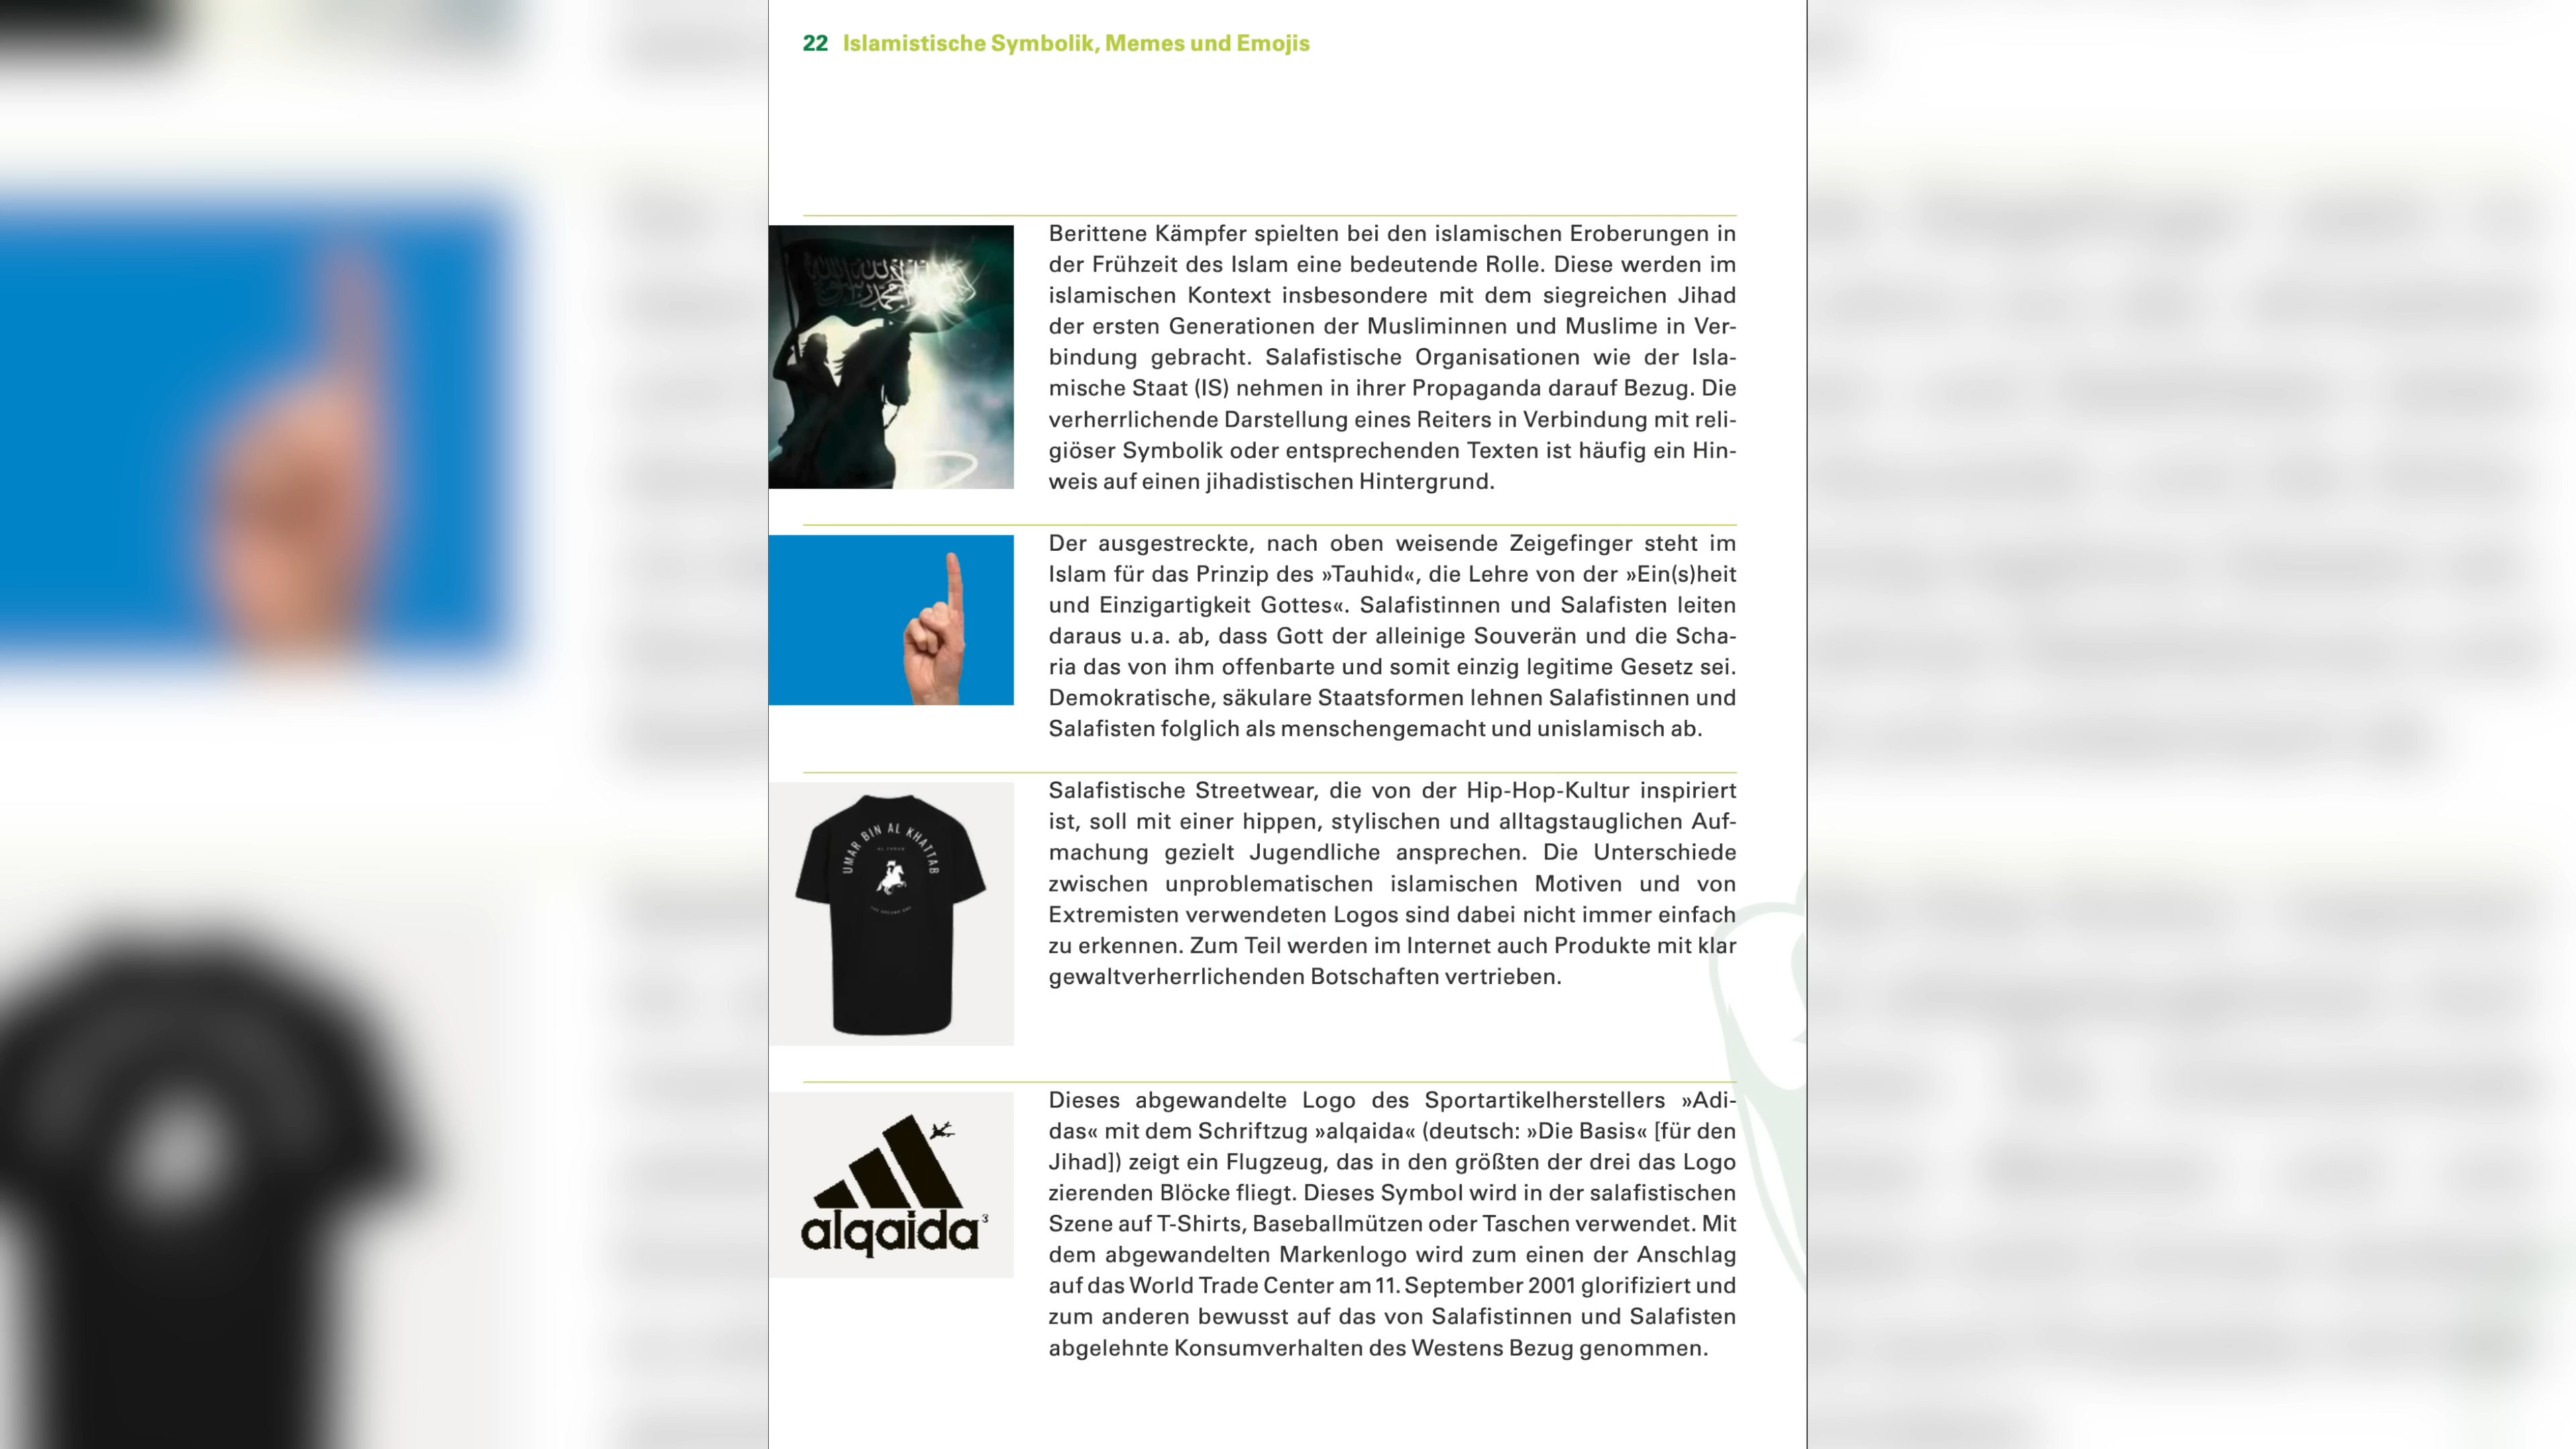 22 Islamistische Symbolik, Memes und Emojis
Berittene Kämpfer spielten bei den islamischen Eroberungen in
der Frühzeit des Islam eine bedeutende Rolle. Diese werden im
islamischen Kontext insbesondere mit dem siegreichen Jihad
der ersten Generationen der Musliminnen und Muslime in Ver-
bindung gebracht. Salafistische Organisationen wie der Isla-
mische Staat (IS) nehmen in ihrer Propaganda darauf Bezug. Die
verherrlichende Darstellung eines Reiters in Verbindung mit reli-
giöser Symbolik oder entsprechenden Texten ist häufig ein Hin-
weis auf einen jihadistischen Hintergrund.
Der ausgestreckte, nach oben weisende Zeigefinger steht im
Islam für das Prinzip des »Tauhid«, die Lehre von der »Ein(s)heit
und Einzigartigkeit Gottes«. Salafistinnen und Salafisten leiten
daraus u.a. ab, dass Gott der alleinige Souverän und die Scha-
ria das von ihm offenbarte und somit einzig legitime Gesetz sei.
Demokratische, säkulare Staatsformen lehnen Salafistinnen und
Salafisten folglich als menschengemacht und unislamisch ab.
UMAR BIN AL KHATTAB
Salafistische Streetwear, die von der Hip-Hop-Kultur inspiriert
ist, soll mit einer hippen, stylischen und alltagstauglichen Auf-
machung gezielt Jugendliche ansprechen. Die Unterschiede
zwischen unproblematischen islamischen Motiven und von
Extremisten verwendeten Logos sind dabei nicht immer einfach
zu erkennen. Zum Teil werden im Internet auch Produkte mit klar
gewaltverherrlichenden Botschaften vertrieben.
alqaida³
Dieses abgewandelte Logo des Sportartikelherstellers »Adi-
das« mit dem Schriftzug »alqaida« (deutsch: »Die Basis« [für den
Jihad]) zeigt ein Flugzeug, das in den größten der drei das Logo
zierenden Blöcke fliegt. Dieses Symbol wird in der salafistischen
Szene auf T-Shirts, Baseballmützen oder Taschen verwendet. Mit
dem abgewandelten Markenlogo wird zum einen der Anschlag
auf das World Trade Center am 11. September 2001 glorifiziert und
zum anderen bewusst auf das von Salafistinnen und Salafisten
abgelehnte Konsumverhalten des Westens Bezug genommen.